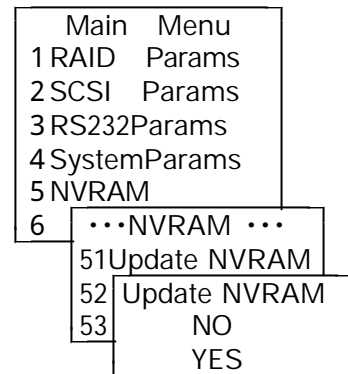 Main Menu
1 RAID Params
2 SCSI Params
3 RS232Params
4 SystemParams
5 NVRAM
6
•••NVRAM •••
51Update NVRAM
52
53
Update NVRAM
NO
YES